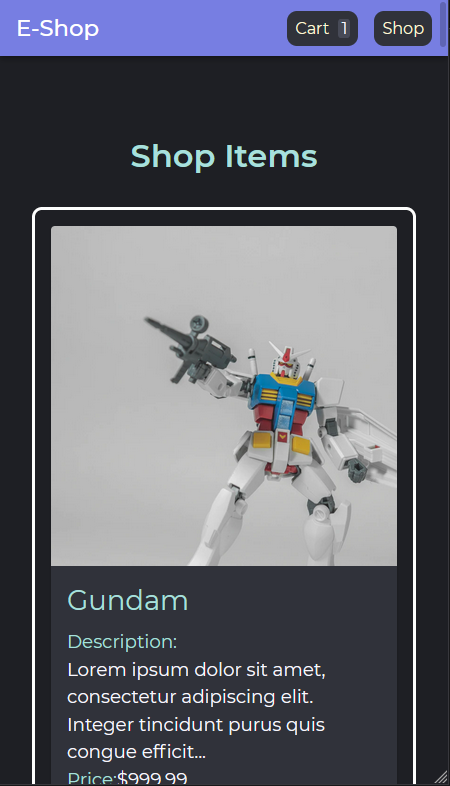 E-Shop Cart 1 Shop
Shop Items
Gundam
Description:
Lorem ipsum dolor sit amet,
consectetur adipiscing elit.
Integer tincidunt purus quis
congue efficit...
Price:$999.99